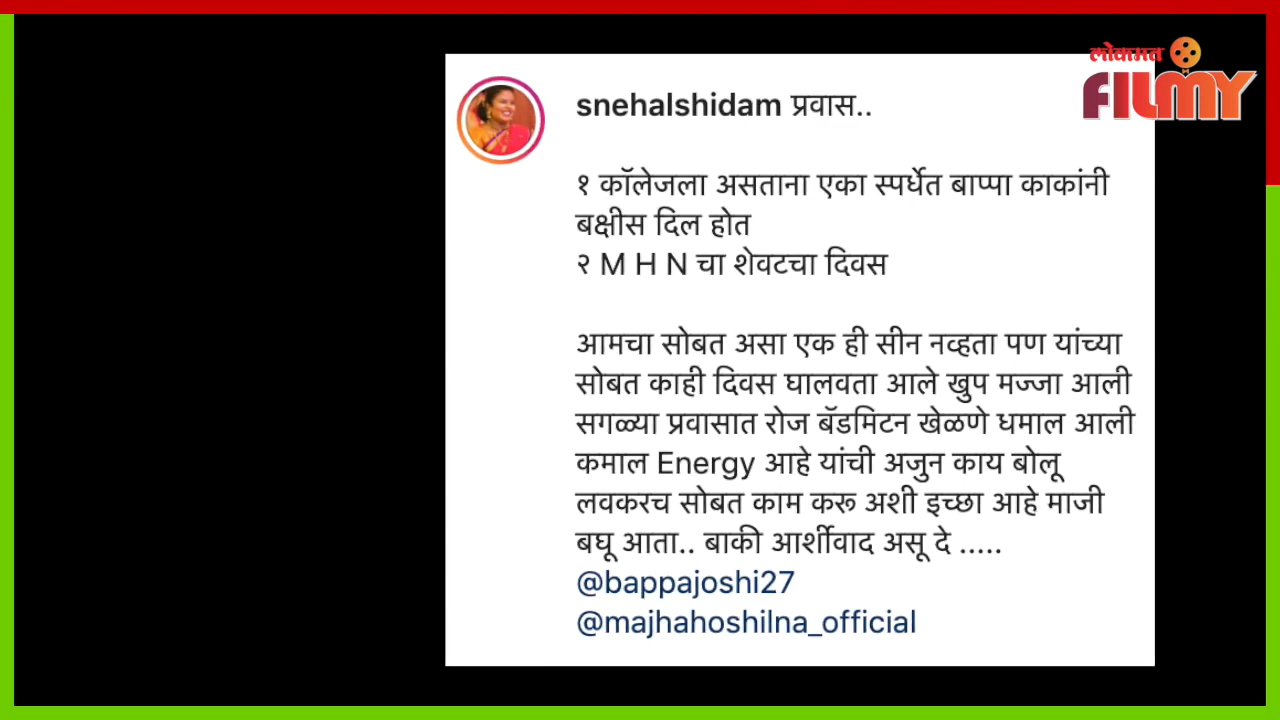 लोकमत
FILMY
snehalshidam प्रवास..
१ कॉलेजला असताना एका स्पर्धेत बाप्पा काकांनी
बक्षीस दिल होत
२ M H N चा शेवटचा दिवस
आमचा सोबत असा एक ही सीन नव्हता पण यांच्या
सोबत काही दिवस घालवता आले खुप मज्जा आली
सगळ्या प्रवासात रोज बॅडमिटन खेळणे धमाल आली
कमाल Energy आहे यांची अजुन काय बोलू
लवकरच सोबत काम करू अशी इच्छा आहे माजी
बघू आता.. बाकी आर्शीवाद असू दे .....
@bappajoshi27
@majhahoshilna_official